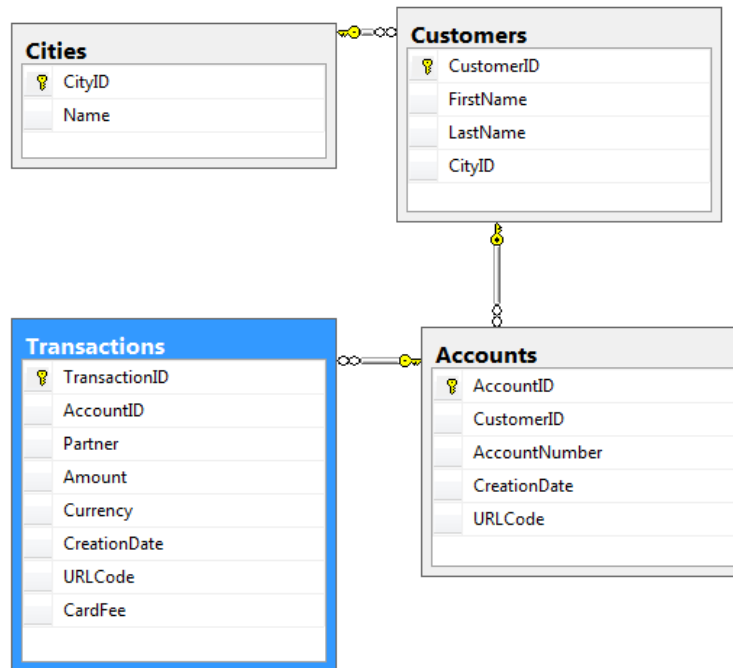 Cities
CityID
Name
Customers
CustomerID
FirstName
LastName
CityID
Transactions
TransactionID
AccountID
Partner
Amount
Currency
CreationDate
URLCode
CardFee
Accounts
AccountID
CustomerID
AccountNumber
CreationDate
URLCode